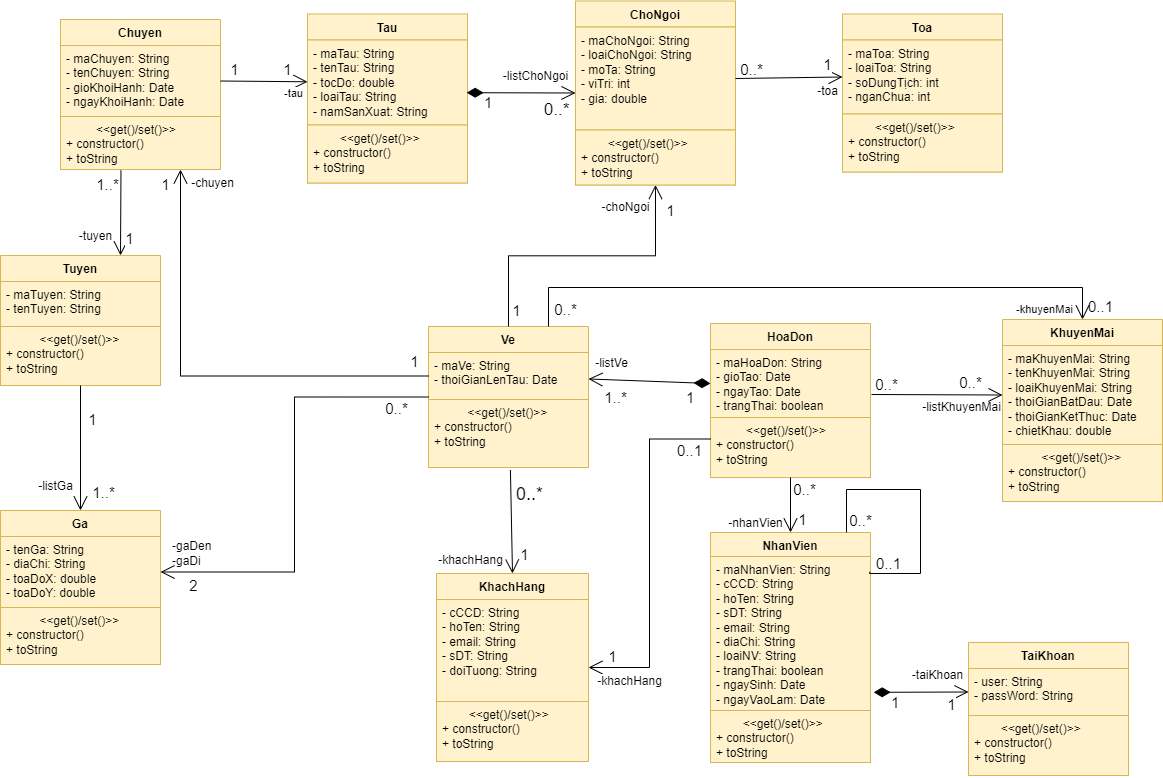 Chuyen
- maChuyen: String
- tenChuyen: String
- gioKhoiHanh: Date
- ngayKhoiHanh: Date
<<get()/set()>>
+ constructor()
+ toString
1
1
-tau
Tau
- maTau: String
- tenTau: String
- tocDo: double
- loaiTau: String
- namSanXuat: String
<<get()/set()>>
+ constructor()
+ toString
-listChoNgoi
1
0..*
ChoNgoi
- maChoNgoi: String
- loaiChoNgoi: String
- moTa: String
- viTri: int
- gia: double
<<get()/set()>>
+ constructor()
+ toString
0..*
1
-toa
Toa
- maToa: String
- loaiToa: String
- soDungTịch: int
- nganChua: int
<<get()/set()>>
+ constructor()
+ toString
1..*
1
-chuyen
-tuyen
1
-choNgoi
1
Tuyen
- maTuyen: String
- tenTuyen: String
<<get()/set()>>
+ constructor()
+ toString
1
-listGa
1..*
1
0..*
1
0..*
Ve
- maVe: String
- thoiGianLenTau: Date
<<get()/set()>>
+ constructor()
+ toString
-listVe
1..*
1
HoaDon
- maHoaDon: String
- gioTao: Date
- ngayTao: Date
- trangThai: boolean
<<get()/set()>>
+ constructor()
+ toString
-khuyenMai
0..1
0..*
0..*
-listKhuyenMai
KhuyenMai
- maKhuyenMai: String
- tenKhuyenMai: String
- loaiKhuyenMai: String
- thoiGianBatDau: Date
- thoiGianKetThuc: Date
- chietKhau: double
<<get()/set()>>
+ constructor()
+ toString
Ga
- tenGa: String
- diaChi: String
- toaDoX: double
- toaDoY: double
<<get()/set()>>
+ constructor()
+ toString
-gaDen
-gaDi
2
0..*
-khachHang
1
KhachHang
- cCCD: String
- hoTen: String
- email: String
- sDT: String
- doiTuong: String
<<get()/set()>>
+ constructor()
+ toString
0..1
1
-khachHang
0..*
-nhanVien
1
NhanVien
- maNhanVien: String
- cCCD: String
- hoTen: String
- sDT: String
- email: String
- diaChi: String
- loaiNV: String
- trangThai: boolean
- ngaySinh: Date
- ngayVaoLam: Date
<<get()/set()>>
+ constructor()
+ toString
0..*
0..1
-taiKhoan
1
1
TaiKhoan
- user: String
- passWord: String
<<get()/set()>>
+ constructor()
+ toString